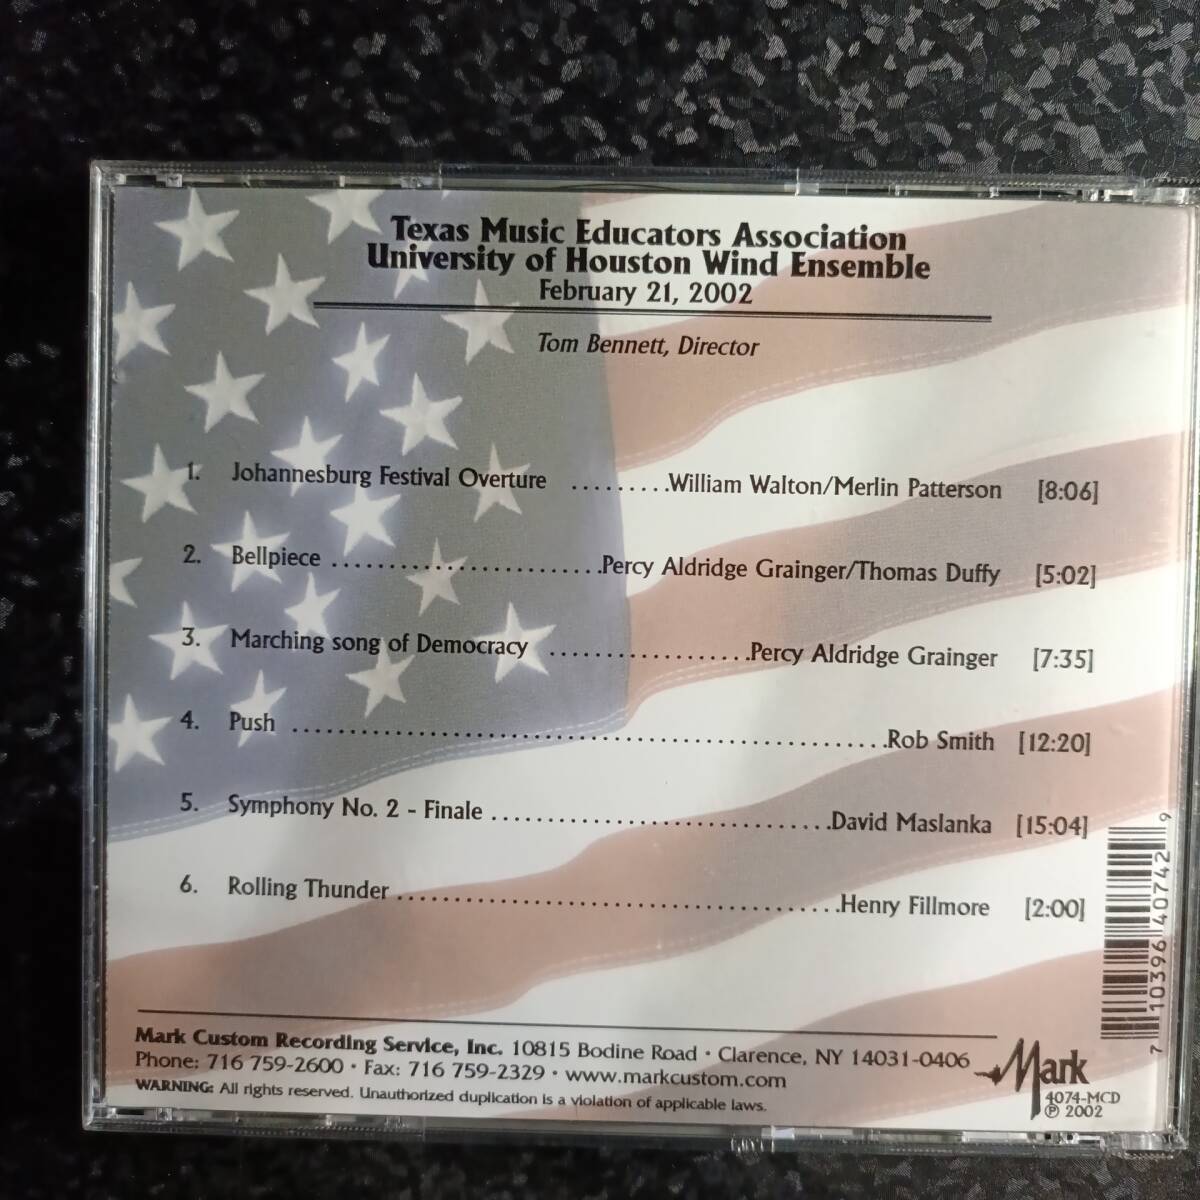 Texas Music Educators Association
University of Houston Wind Ensemble
February 21, 2002
Tom Bennett, Director
1. Johannesburg Festival Overture .........William Walton/Merlin Patterson [8:06]
2. Bellpiece ........................Percy Aldridge Grainger/Thomas Duffy [5:02]
3. Marching song of Democracy ..................Percy Aldridge Grainger [7:35]
4. Push ......................................................Rob Smith [12:20]
5. Symphony No. 2 - Finale ...............................David Maslanka [15:04]
6. Rolling Thunder ........................................Henry Fillmore [2:00]
Mark Custom Recording Service, Inc. 10815 Bodine Road • Clarence, NY 14031-0406
Phone: 716 759-2600 • Fax: 716 759-2329 • www.markcustom.com
WARNING: All rights reserved. Unauthorized duplication is a violation of applicable laws.
Mark
4074-MCD
℗ 2002
7 10396 40742 9